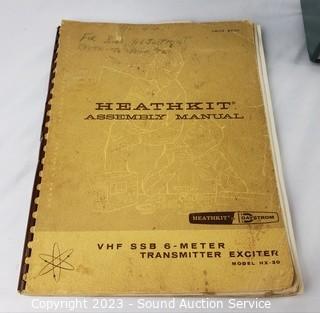 HEATHKIT®
ASSEMBLY MANUAL
HEATHKIT
DAYSTROM
VHF SSB 6-METER
TRANSMITTER EXCITER
MODEL HX-30
Copyright 2023 - Sound Auction Service